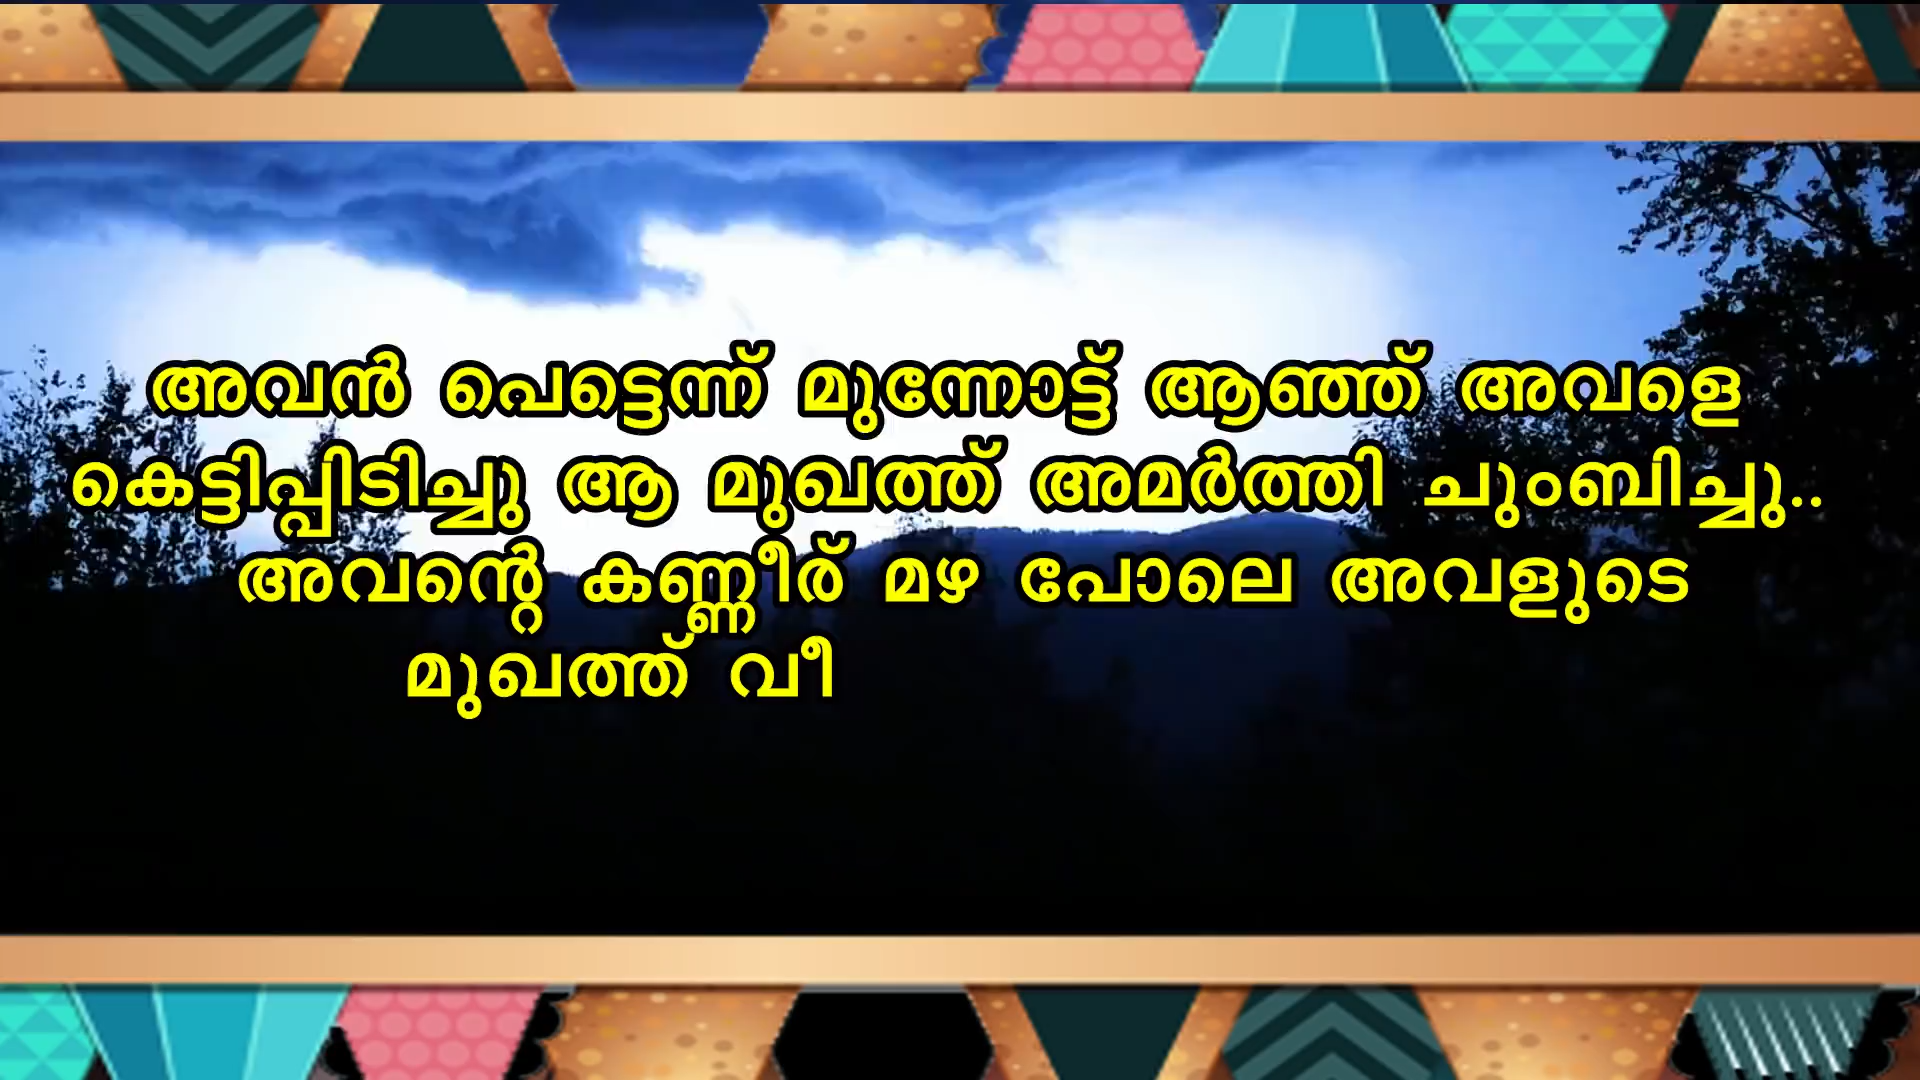 അവൻ പെട്ടെന്ന് മുന്നോട്ട് ആഞ്ഞ് അവളെ
കെട്ടിപ്പിടിച്ചു ആ മുഖത്ത് അമർത്തി ചുംബിച്ചു..
അവന്റെ കണ്ണീര് മഴ പോലെ അവളുടെ
മുഖത്ത് വീ